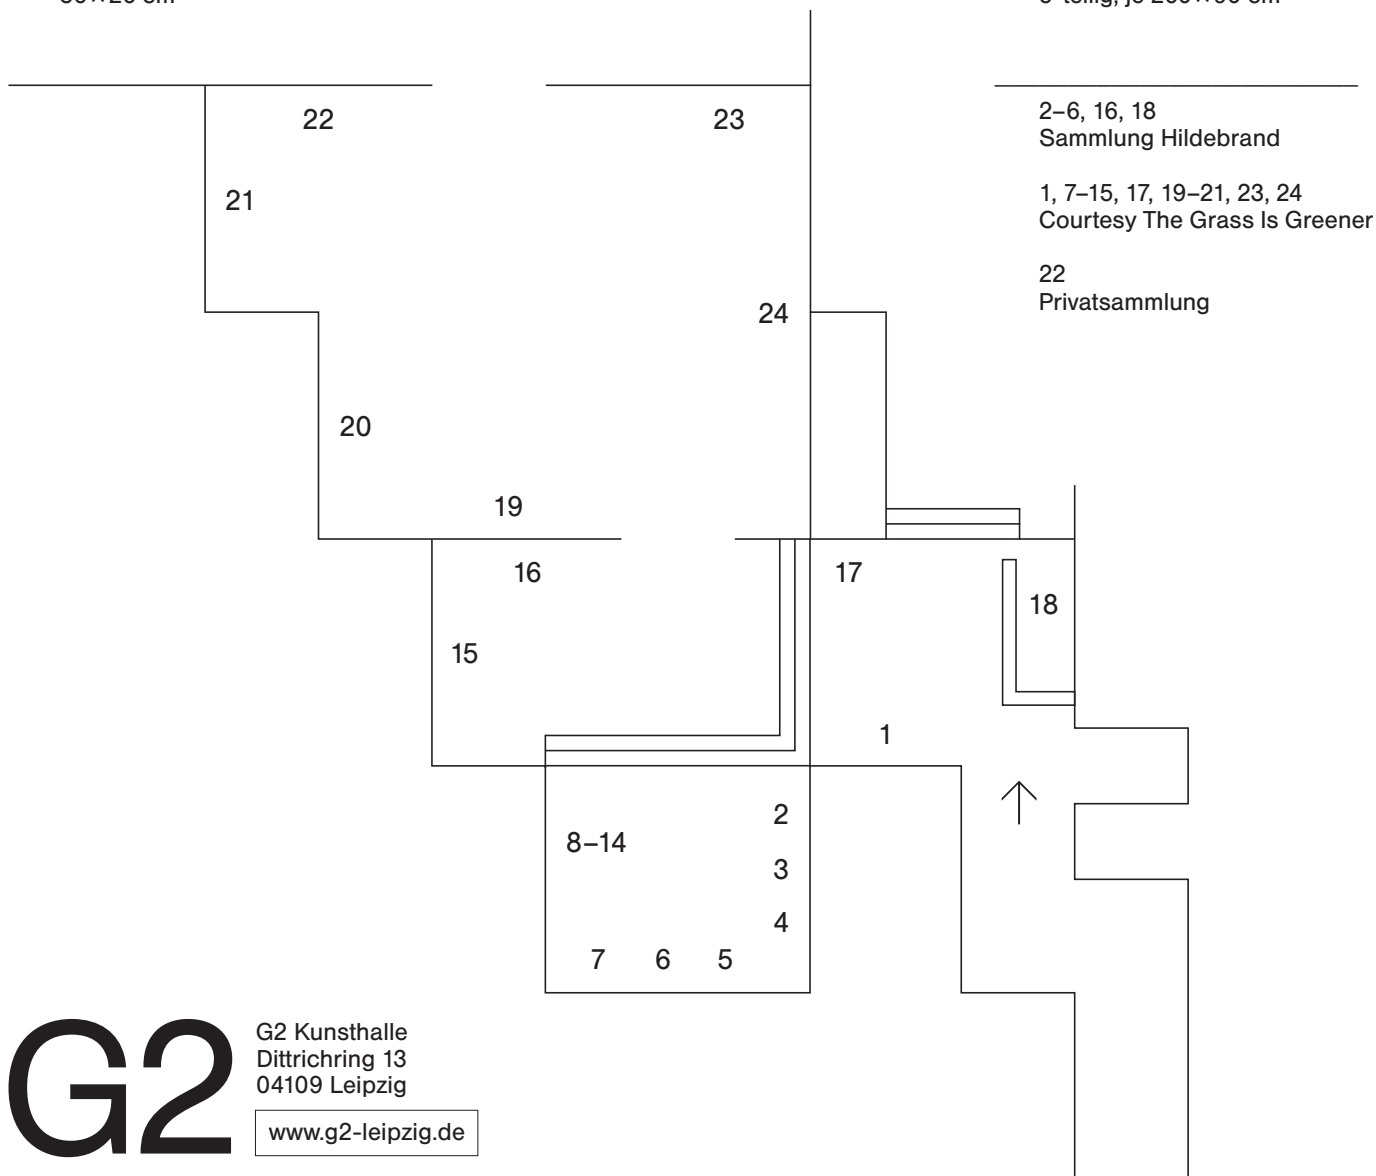 22
23
21
24
20
19
16
17
18
15
1
2
8–14
3
4
7 6 5
2–6, 16, 18
Sammlung Hildebrand
1, 7–15, 17, 19–21, 23, 24
Courtesy The Grass Is Greener
22
Privatsammlung
G2
G2 Kunsthalle
Dittrichring 13
04109 Leipzig
www.g2-leipzig.de